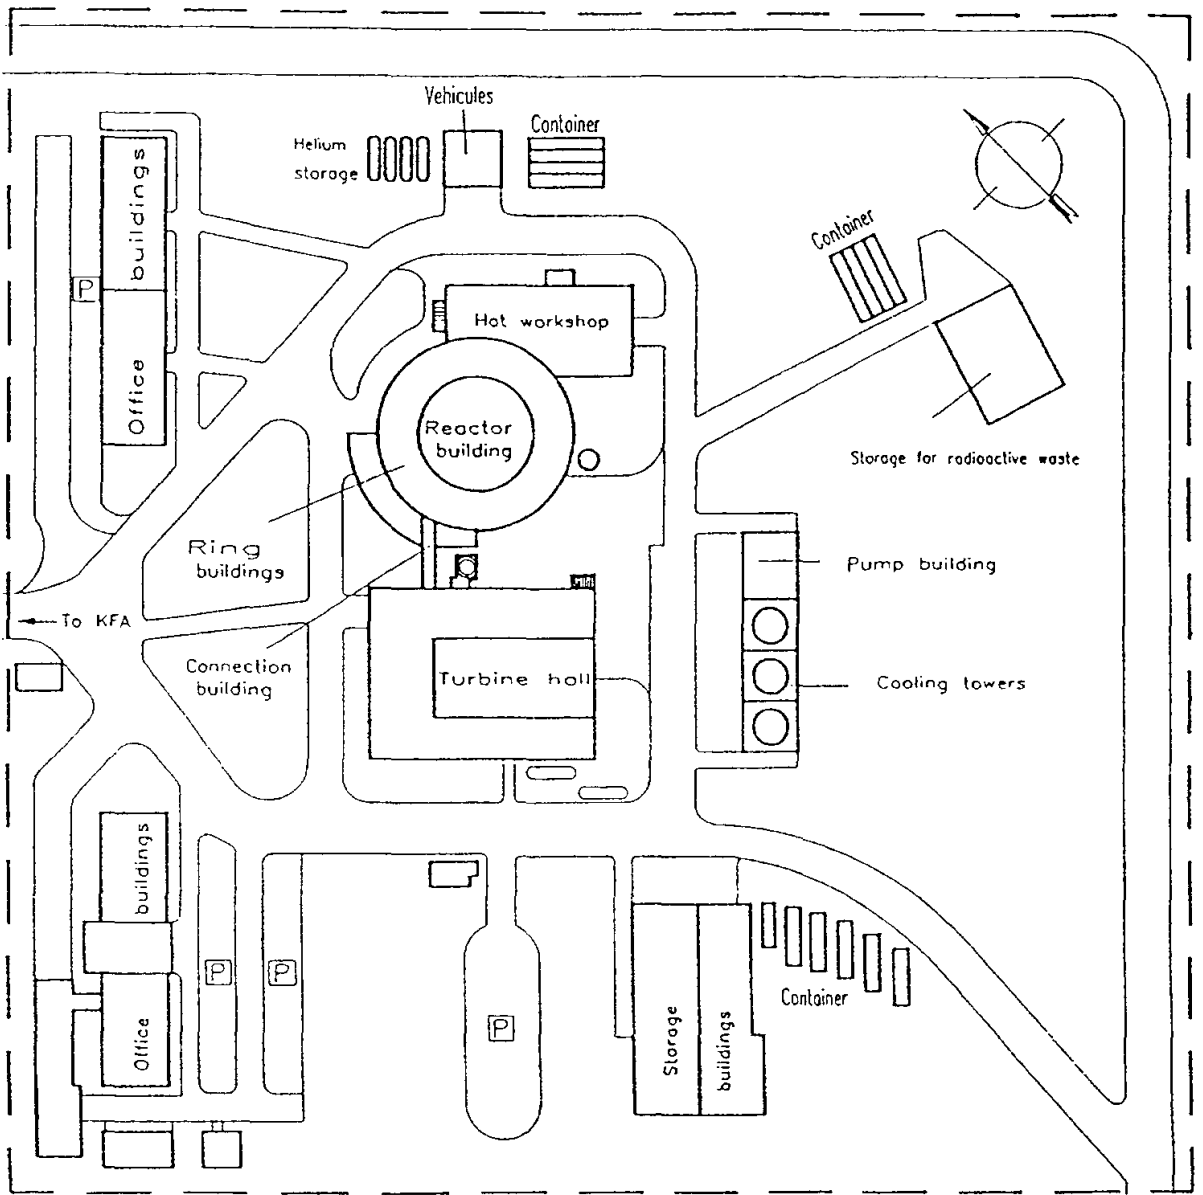 Vehicules
Helium
storage
Container
Container
buildings
Office
P
Hot workshop
Reactor
building
Storage for radioactive waste
Ring
buildings
Pump building
To KFA
Connection
building
Turbine hall
Cooling towers
buildings
Office
P
P
P
Storage
buildings
Container